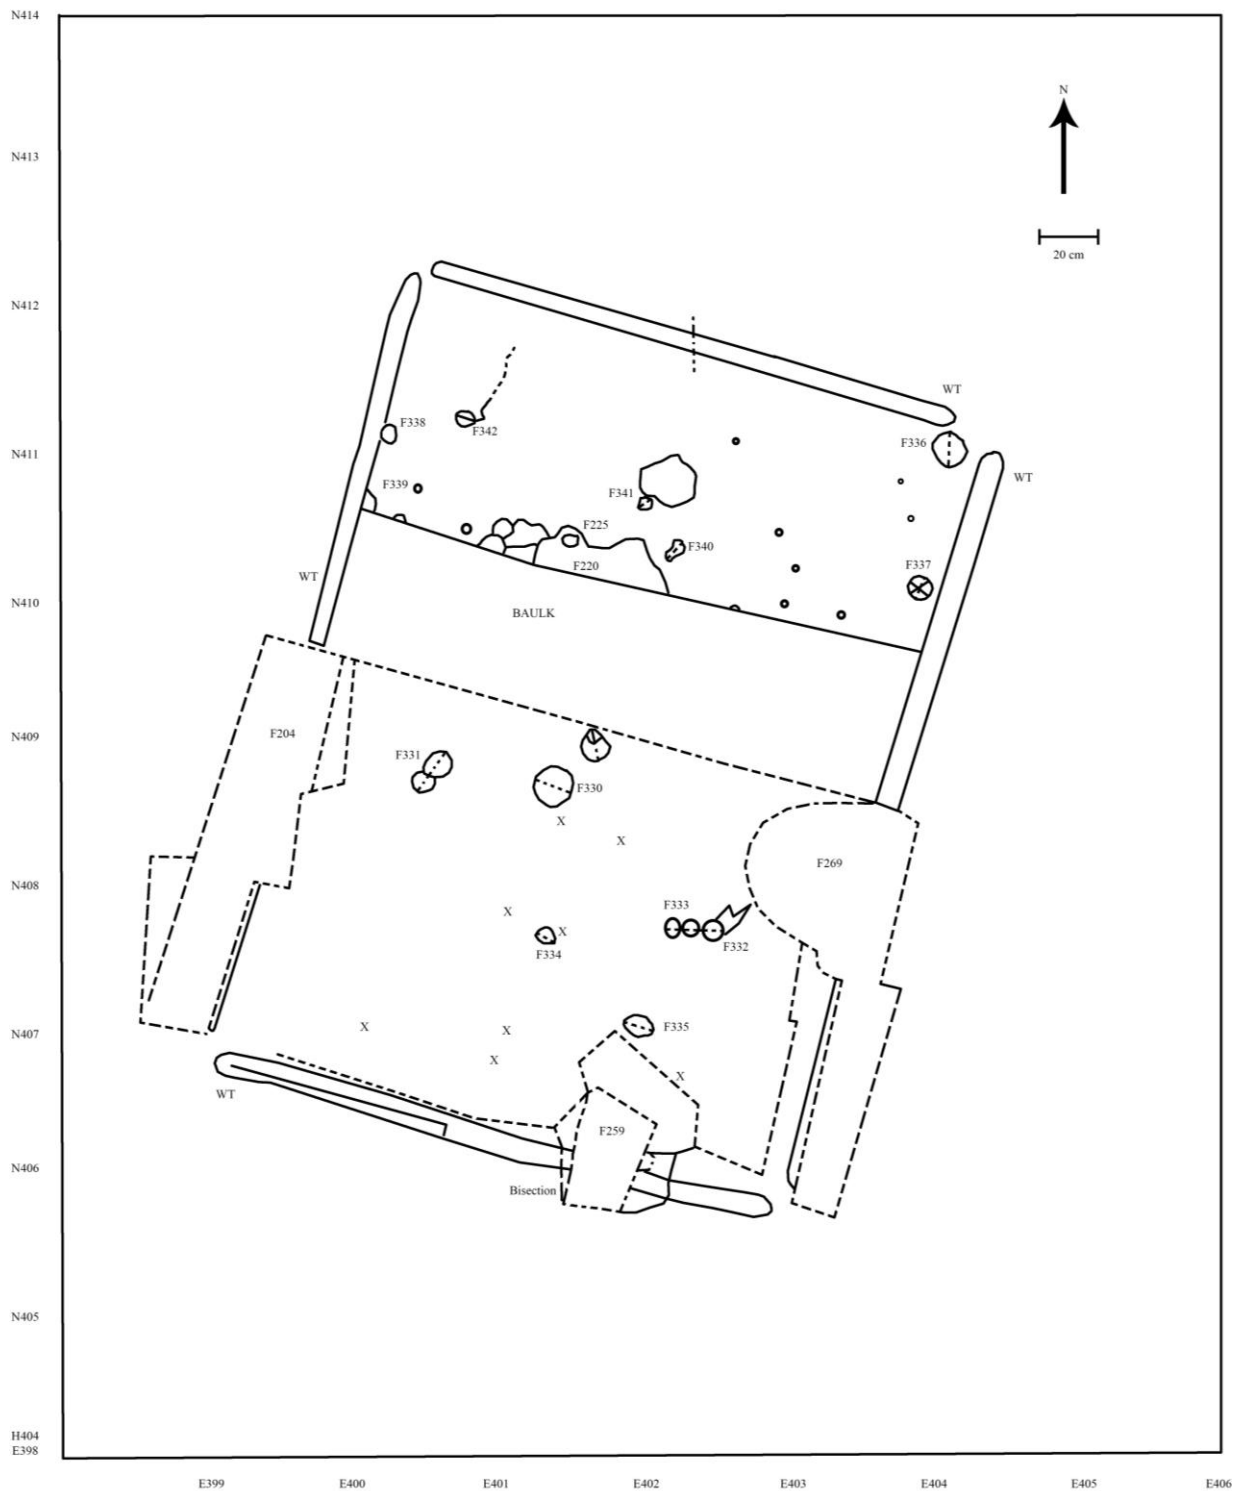 N414
N
N413
20 cm
N412
WT
F338
F342
F336
N411
WT
F339
F341
F225
F340
F220
F337
WT
N410
BAULK
N409
F204
F331
F330
X
X
F269
N408
X
F333
X
F332
F334
N407
X
X
F335
X
X
WT
F259
N406
Bisection
N405
H404
E398
E399
E400
E401
E402
E403
E404
E405
E406